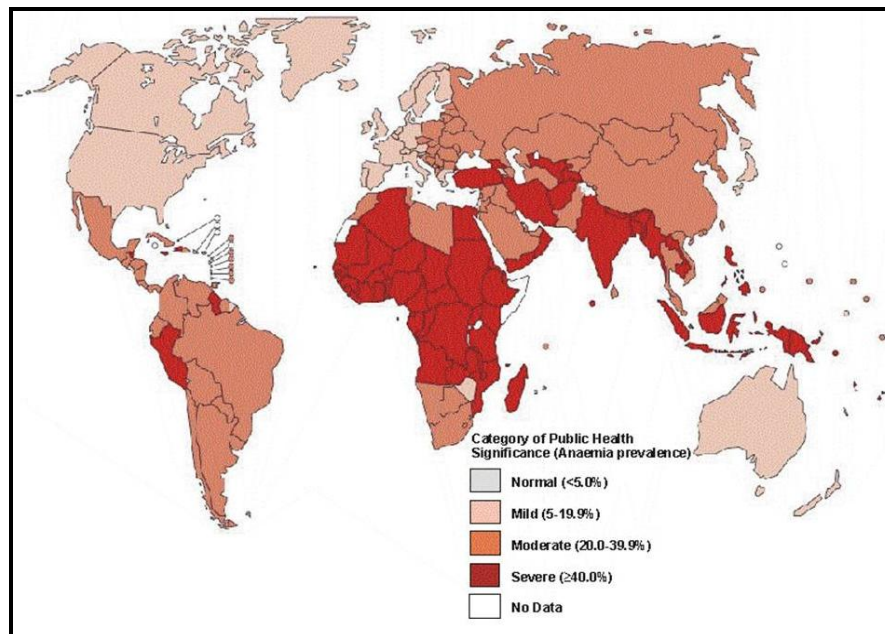 Category of Public Health
Significance (Anaemia prevalence)
Normal (<5.0%)
Mild (5-19.9%)
Moderate (20.0-39.9%)
Severe (≥40.0%)
No Data